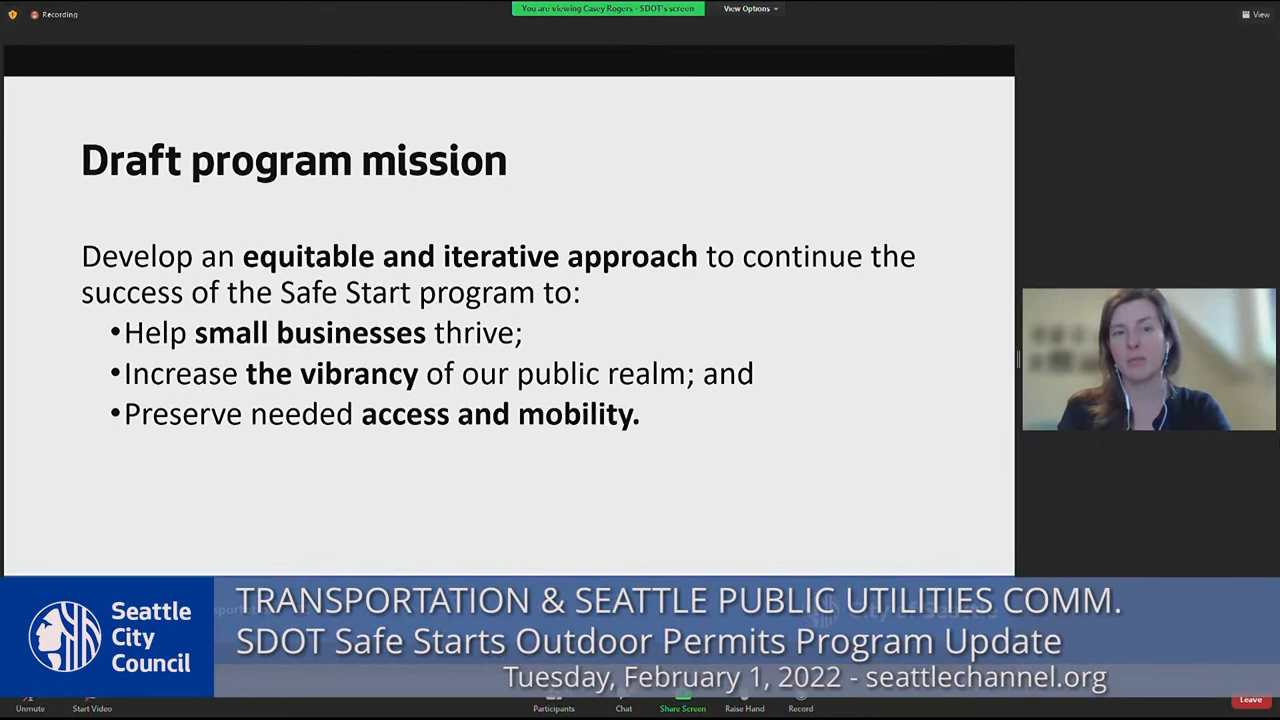 Recording
You are viewing Casey Rogers - SDOT's screen
View Options
View
Draft program mission
Develop an equitable and iterative approach to continue the
success of the Safe Start program to:
•Help small businesses thrive;
•Increase the vibrancy of our public realm; and
•Preserve needed access and mobility.
Seattle
City
Council
TRANSPORTATION & SEATTLE PUBLIC UTILITIES COMM.
SDOT Safe Starts Outdoor Permits Program Update
Tuesday, February 1, 2022 - seattlechannel.org
Unmute
Start Video
Participants
Chat
Share Screen
Raise Hand
Record
Leave